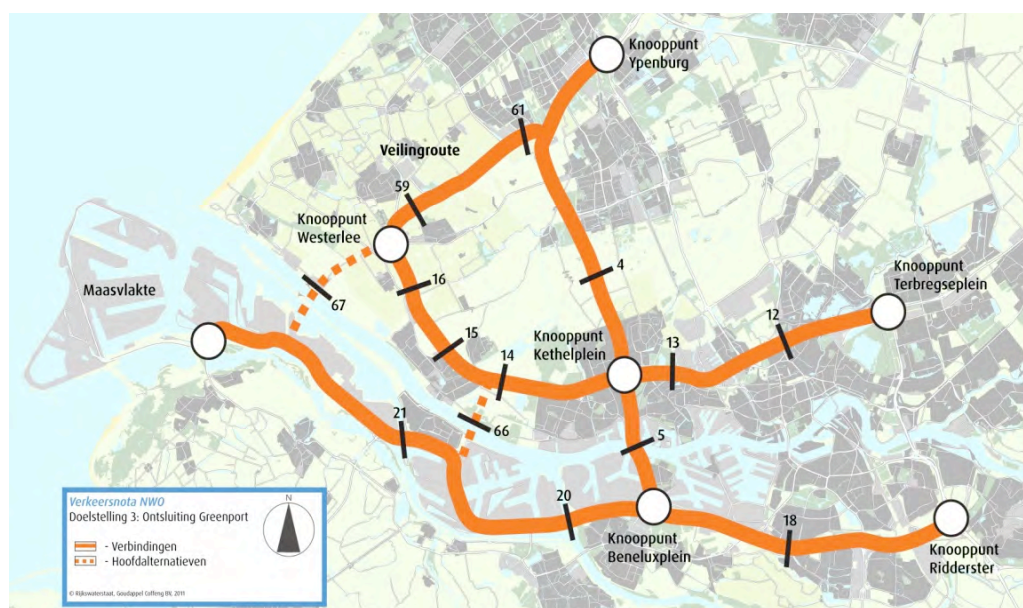 Knooppunt
Ypenburg
61
Veilingroute
59
Knooppunt
Westerlee
4
16
Knooppunt
Terbregseplein
Maasvlakte
67
12
15
Knooppunt
Kethelplein
13
14
21
66
5
20
18
Knooppunt
Beneluxplein
Knooppunt
Ridderster
Verkeersnota NWO
Doelstelling 3: Ontsluiting Greenport
N
- Verbindingen
- Hoofdalternatieven
© Rijkswaterstaat, Goudappel Coffeng BV, 2011